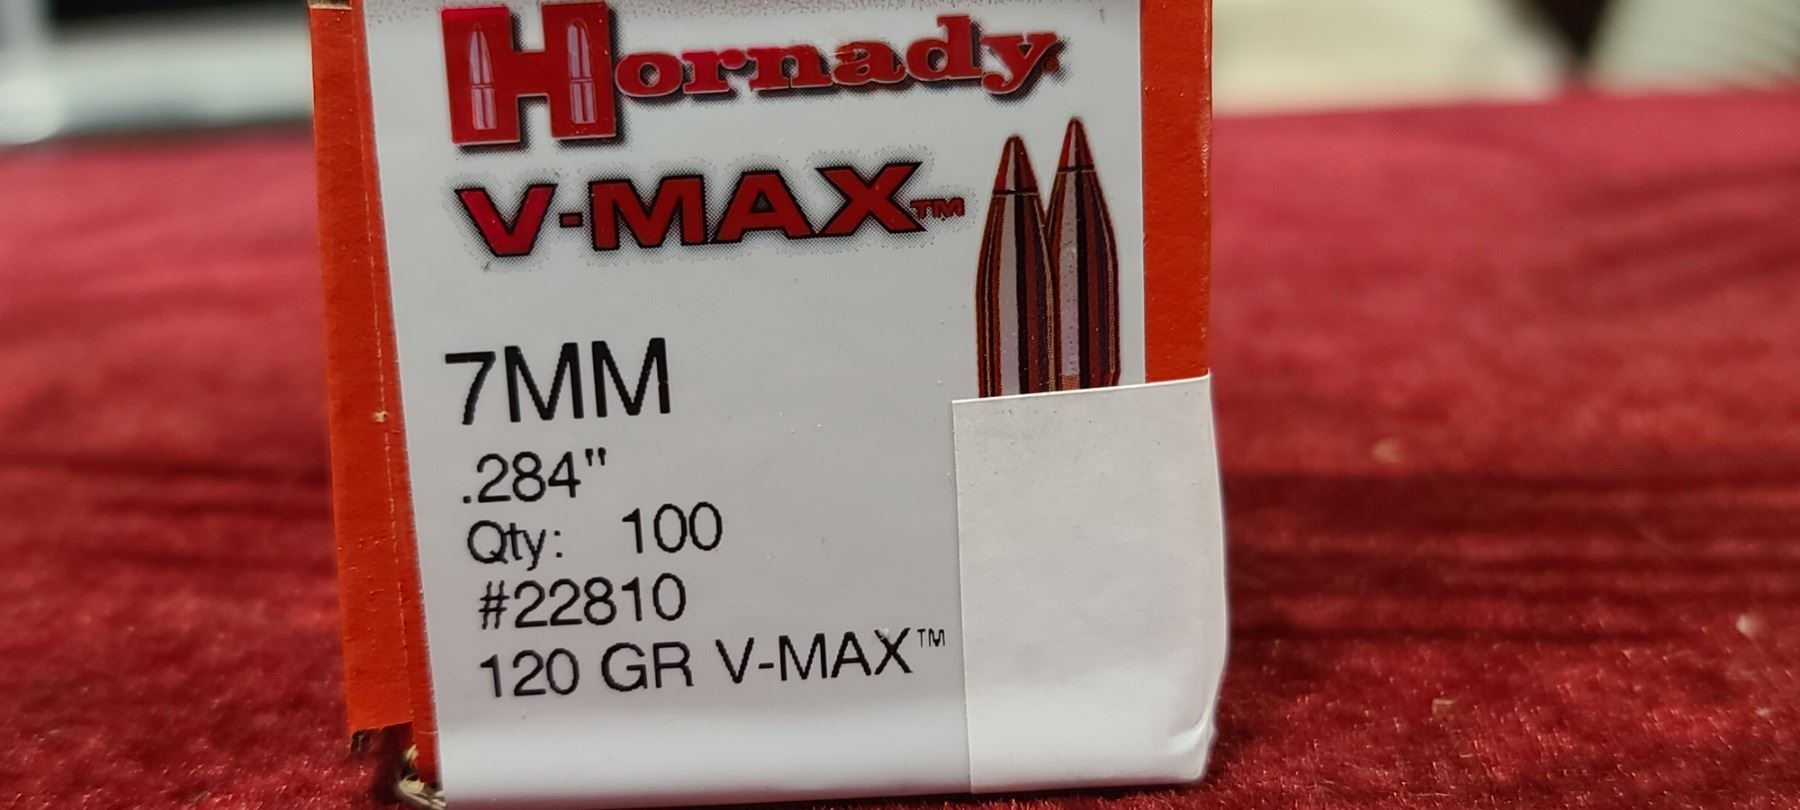 Hornady.
V-MAX™
7MM
.284"
Qty: 100
#22810
120 GR V-MAX™